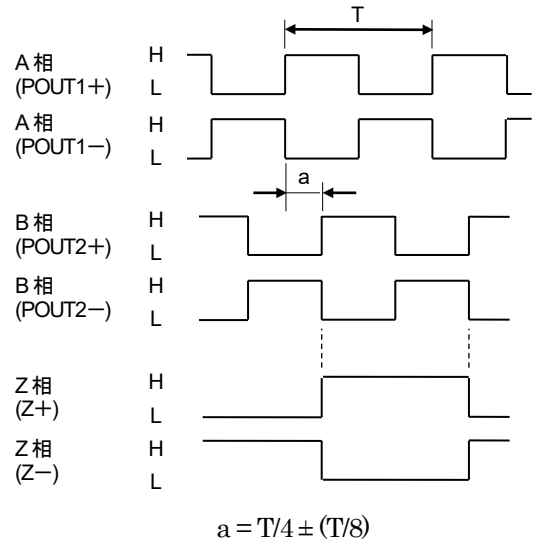 T
A相 H
(POUT1+) L
A相 H
(POUT1−) L
a
B相 H
(POUT2+) L
B相 H
(POUT2−) L
Z相 H
(Z+) L
Z相 H
(Z−) L
a = T/4 ± (T/8)